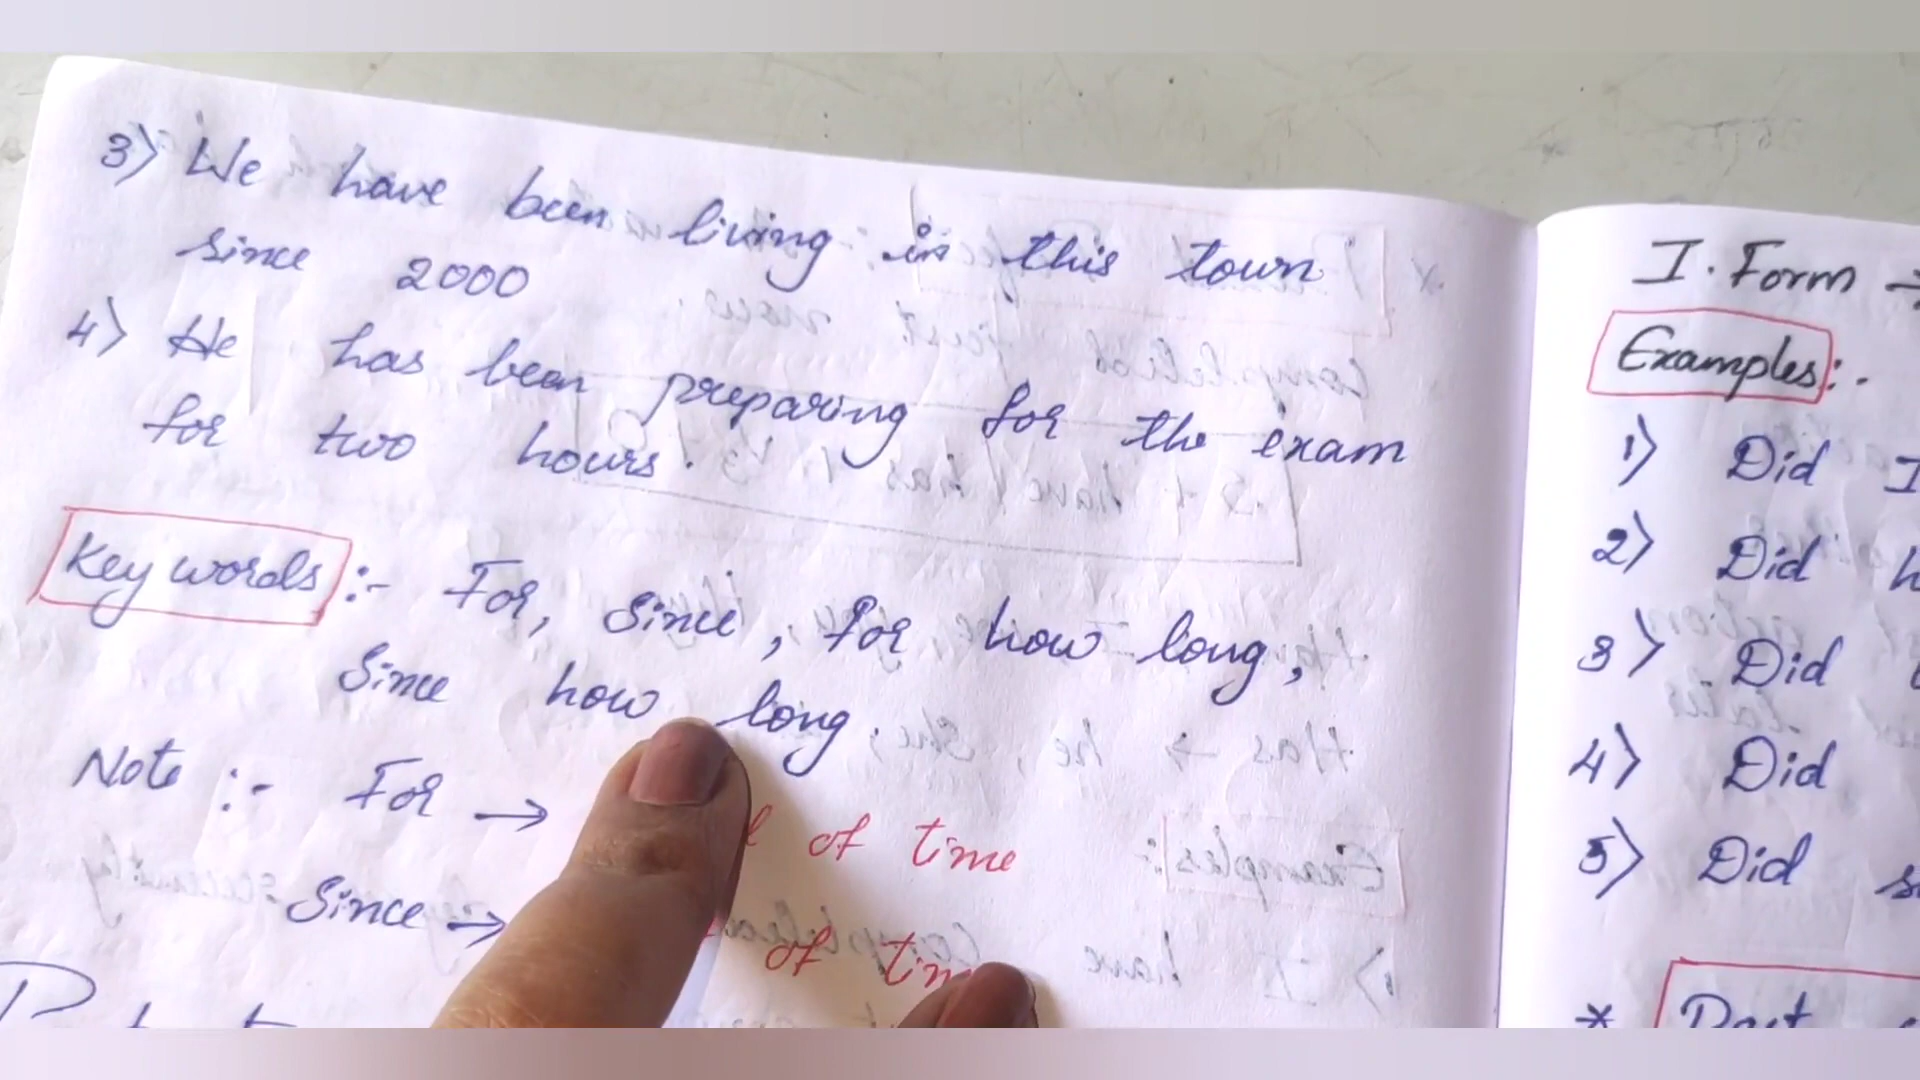 3) We have been living in this town
since 2000
4) He has been preparing for the exam
for two hours.
Key words :- For, Since, For how long,
Since how long
Note :- For → of time
Since → of
I. Form →
Examples:.
1) Did I
2) Did
3) Did
4) Did
5) Did
* Past